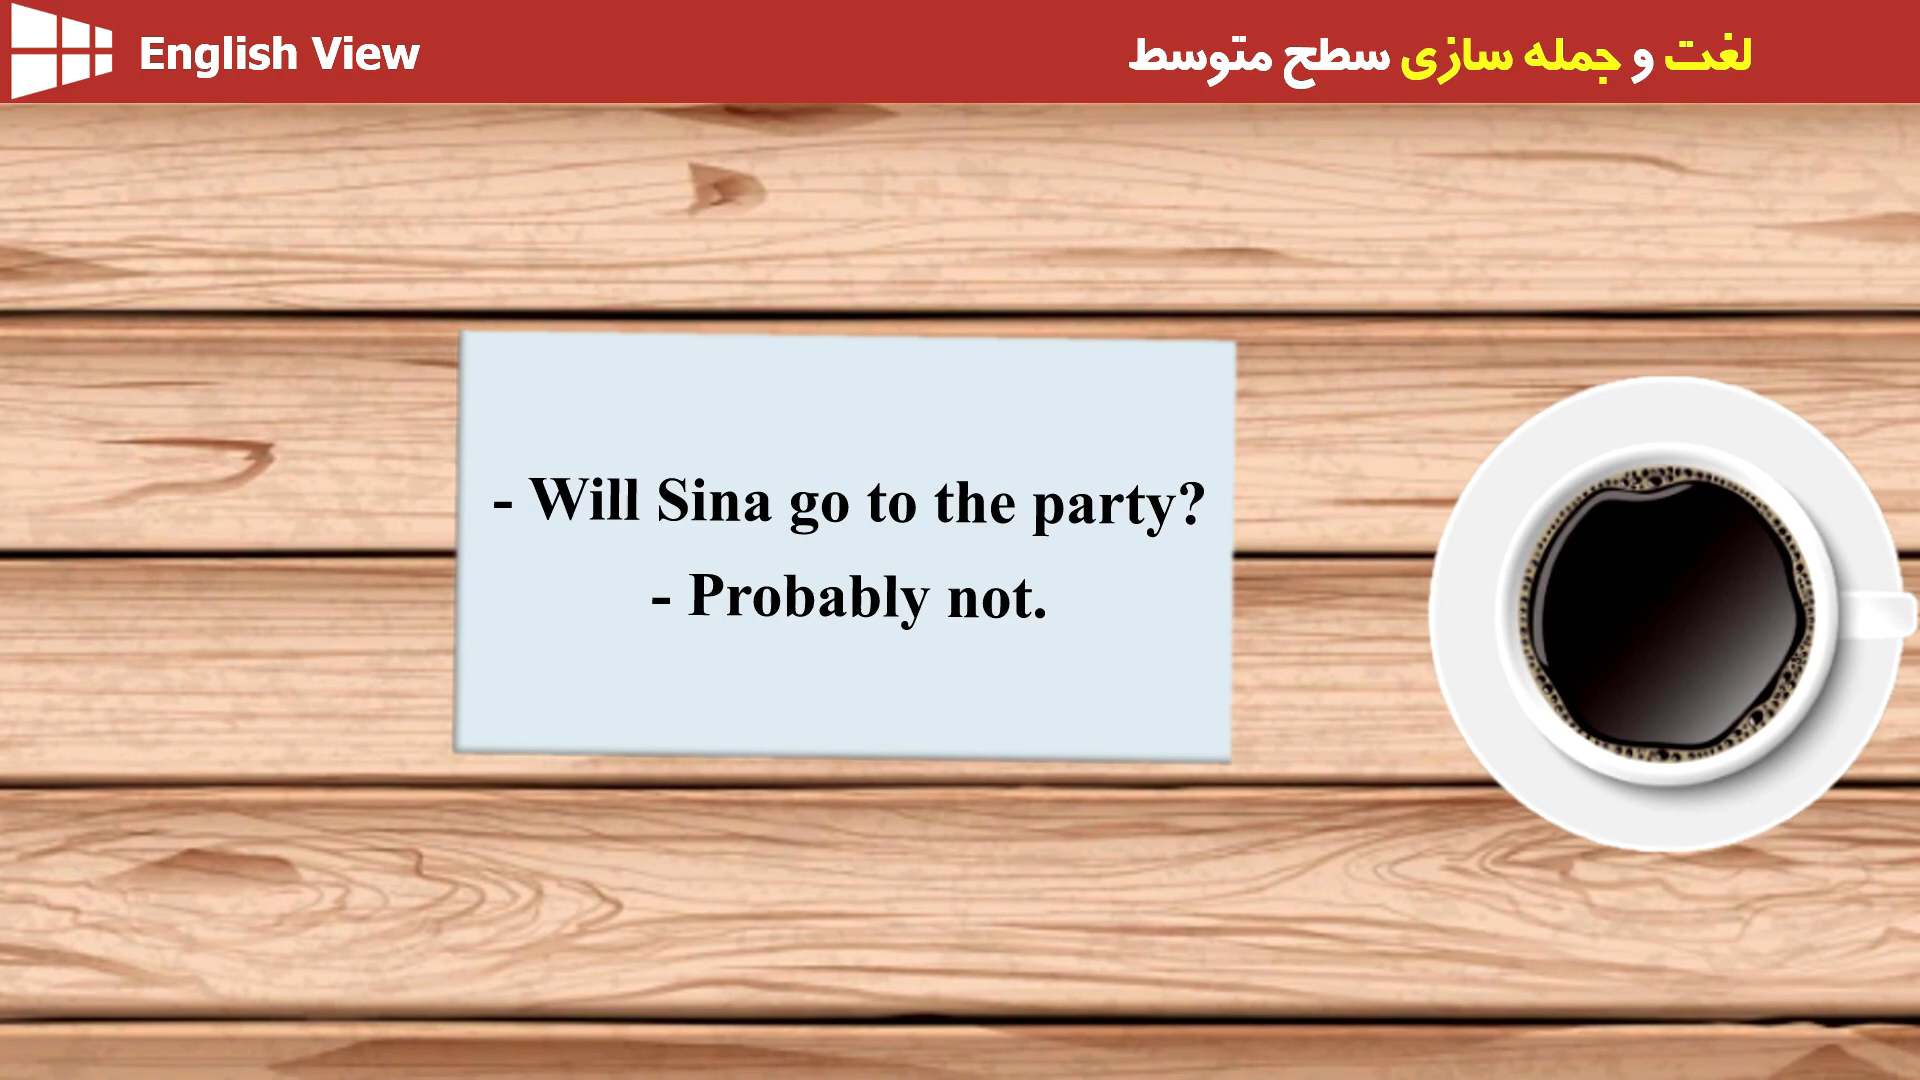 English View
لغت و جمله سازی سطح متوسط
- Will Sina go to the party?
- Probably not.